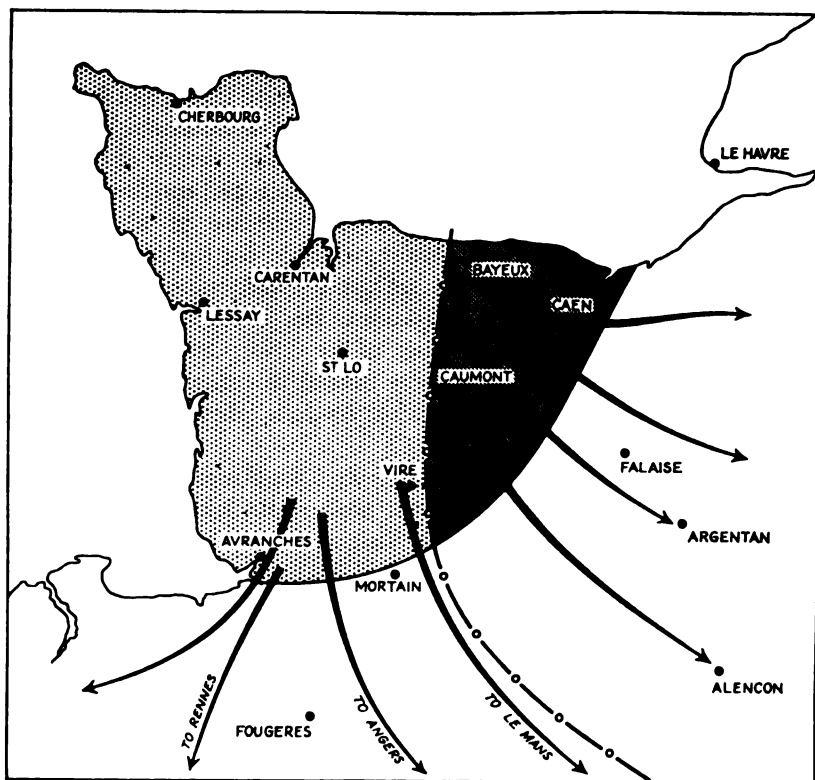 CHERBOURG
LE HAVRE
CARENTAN
BAYEUX
LESSAY
CAEN
ST LO
CAUMONT
VIRE
FALAISE
ARGENTAN
AVRANCHES
MORTAIN
ALENCON
TO RENNES
FOUGERES
TO ANGERS
TO LE MANS